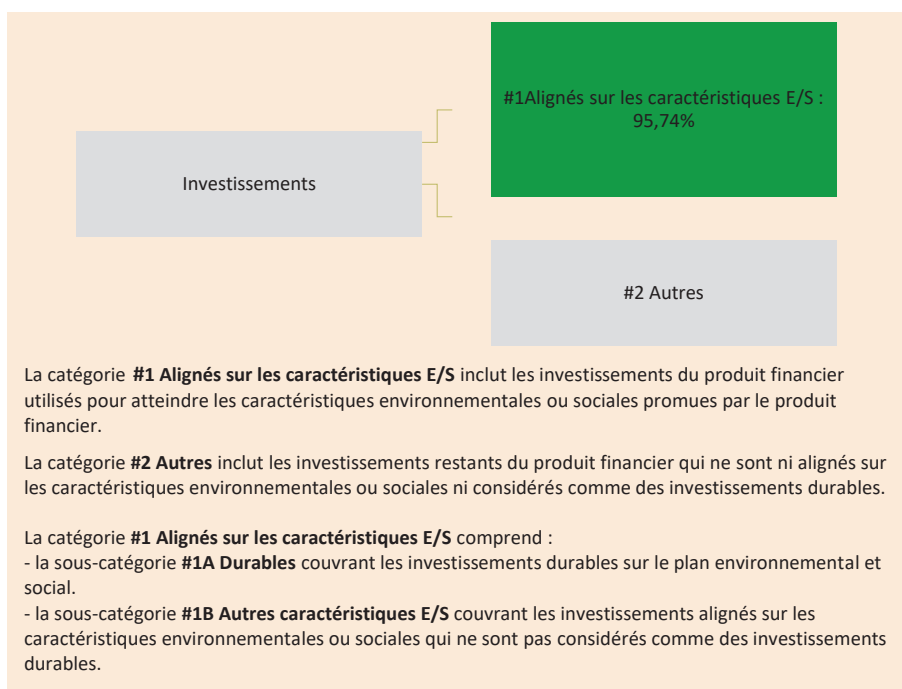 #1Alignés sur les caractéristiques E/S :
95,74%
Investissements
#2 Autres
La catégorie #1 Alignés sur les caractéristiques E/S inclut les investissements du produit financier
utilisés pour atteindre les caractéristiques environnementales ou sociales promues par le produit
financier.
La catégorie #2 Autres inclut les investissements restants du produit financier qui ne sont ni alignés sur
les caractéristiques environnementales ou sociales ni considérés comme des investissements durables.
La catégorie #1 Alignés sur les caractéristiques E/S comprend :
- la sous-catégorie #1A Durables couvrant les investissements durables sur le plan environnemental et
social.
- la sous-catégorie #1B Autres caractéristiques E/S couvrant les investissements alignés sur les
caractéristiques environnementales ou sociales qui ne sont pas considérés comme des investissements
durables.